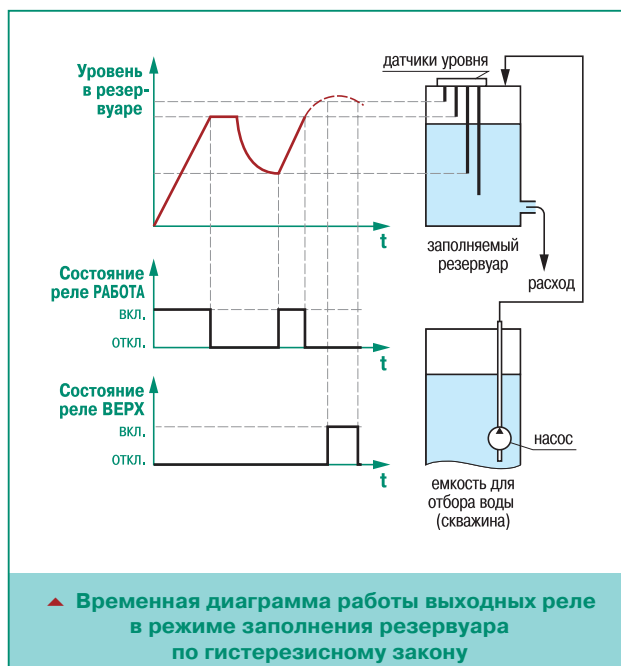 Уровень
в резер-
вуаре
t
датчики уровня
заполняемый
резервуар
расход
Состояние
реле РАБОТА
ВКЛ.
ОТКЛ.
t
Состояние
реле ВЕРХ
ВКЛ.
ОТКЛ.
t
насос
емкость для
отбора воды
(скважина)
Временная диаграмма работы выходных реле
в режиме заполнения резервуара
по гистерезисному закону